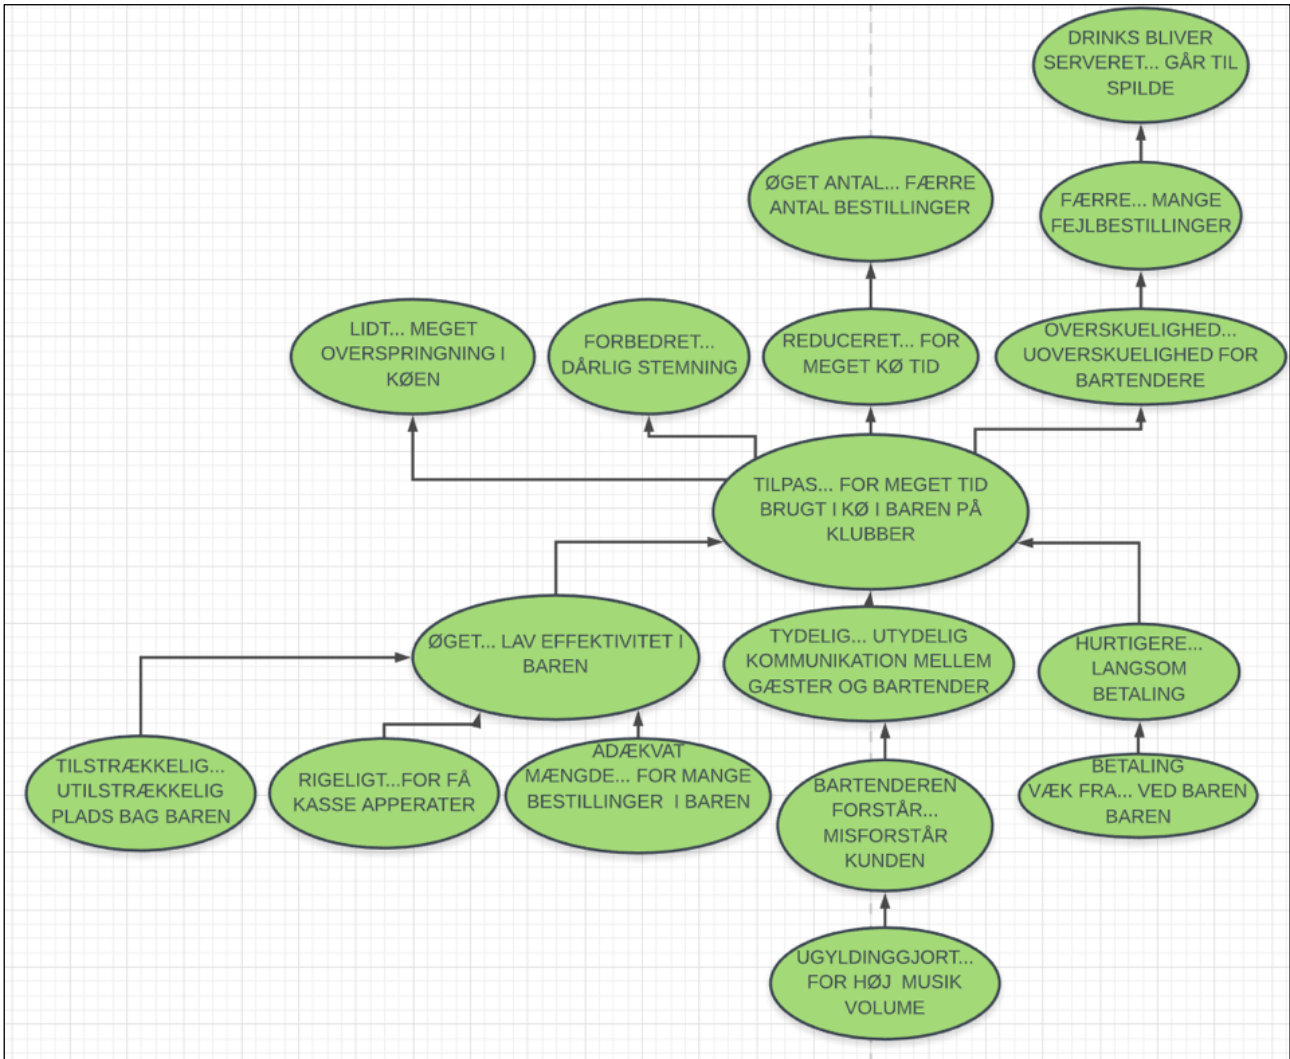 DRINKS BLIVER
SERVERET... GÅR TIL
SPILDE
ØGET ANTAL... FÆRRE
ANTAL BESTILLINGER
FÆRRE... MANGE
FEJLBESTILLINGER
LIDT... MEGET
OVERSPRINGNING I
KØEN
FORBEDRET...
DÅRLIG STEMNING
REDUCERET... FOR
MEGET KØ TID
OVERSKUELIGHED...
UOVERSKUELIGHED FOR
BARTENDERE
TILPAS... FOR MEGET TID
BRUGT I KØ I BAREN PÅ
KLUBBER
ØGET... LAV EFFEKTIVITET I
BAREN
TYDELIG... UTYDELIG
KOMMUNIKATION MELLEM
GÆSTER OG BARTENDER
HURTIGERE...
LANGSOM
BETALING
TILSTRÆKKELIG...
UTILSTRÆKKELIG
PLADS BAG BAREN
RIGELIGT...FOR FÅ
KASSE APPERATER
ADÆKVAT
MÆNGDE... FOR MANGE
BESTILLINGER I BAREN
BARTENDEREN
FORSTÅR...
MISFORSTÅR
KUNDEN
BETALING
VÆK FRA... VED BAREN
BAREN
UGYLDINGGJORT...
FOR HØJ MUSIK
VOLUME